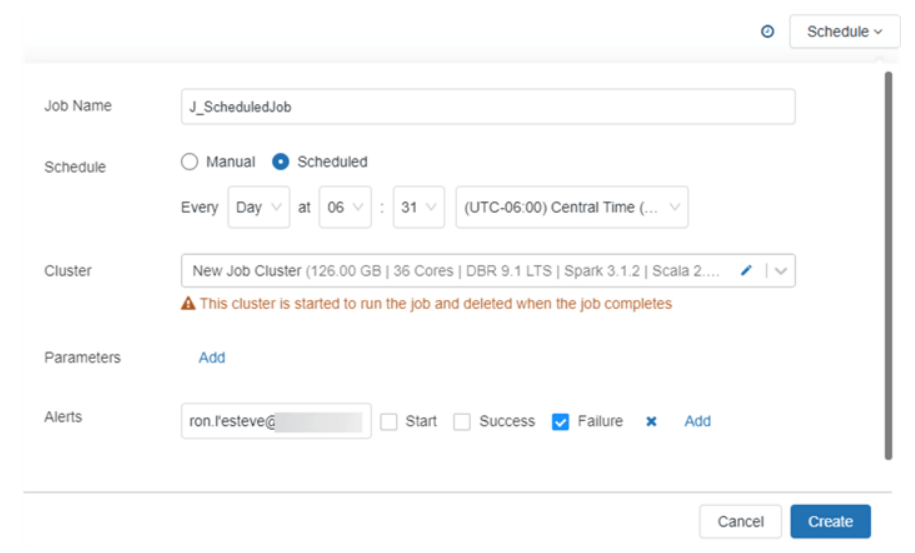 Schedule
Job Name J_ScheduledJob
Schedule Manual Scheduled
Every Day at 06 : 31 (UTC-06:00) Central Time (...
Cluster New Job Cluster (126.00 GB | 36 Cores | DBR 9.1 LTS | Spark 3.1.2 | Scala 2....
This cluster is started to run the job and deleted when the job completes
Parameters Add
Alerts ron.l'esteve@ Start Success Failure Add
Cancel Create